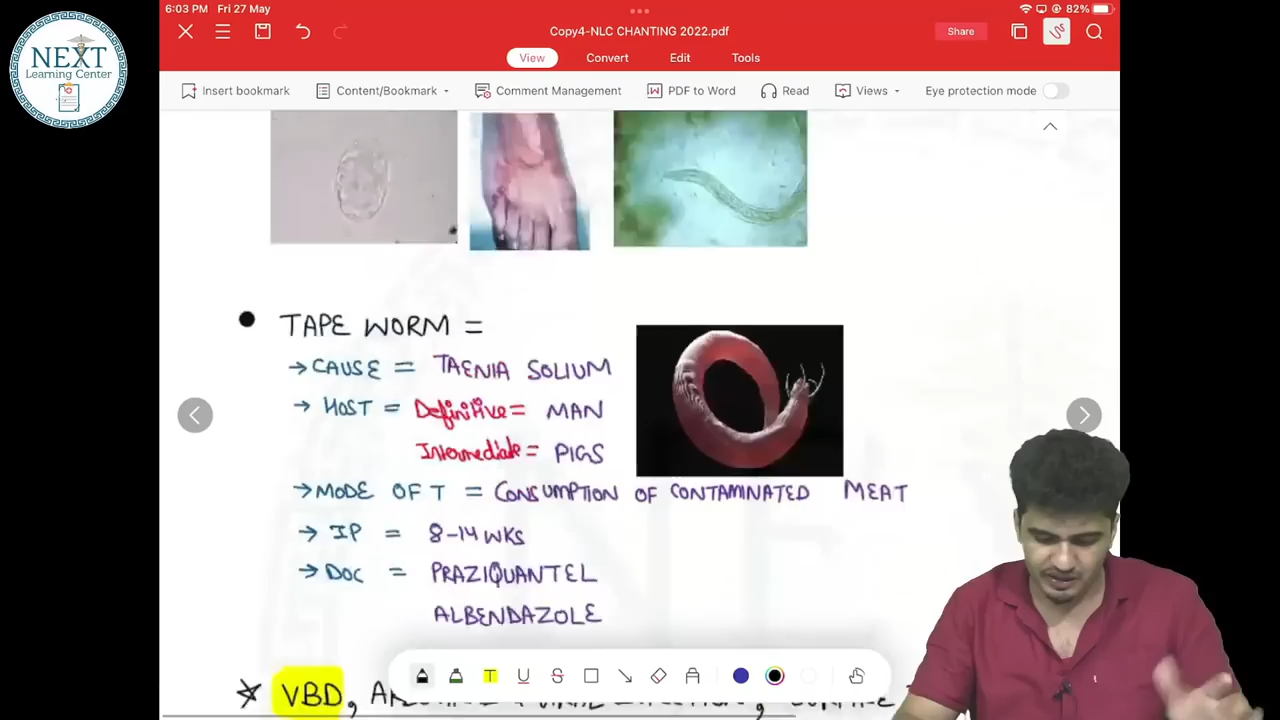 6:03 PM Fri 27 May
82%
NEXT
Learning Center
Copy4-NLC CHANTING 2022.pdf
Share
View Convert Edit Tools
Insert bookmark Content/Bookmark Comment Management PDF to Word Read Views Eye protection mode
TAPE WORM =
→ CAUSE = TAENIA SOLIUM
→ HOST = Definitive = MAN
Intermediate = PIGS
→ MODE OF T = CONSUMPTION OF CONTAMINATED MEAT
→ IP = 8-14 WKS
→ DOC = PRAZIQUANTEL
ALBENDAZOLE
T U S
* VBD,